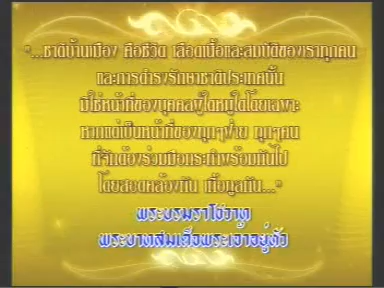 "...ชาติบ้านเมือง คือชีวิต เลือดเนื้อและสมบัติของเราทุกคน
และการดำรงรักษาชาติประเทศนั้น
มิใช่หน้าที่ของบุคคลผู้ใดหมู่ใดโดยเฉพาะ
หากแต่เป็นหน้าที่ของทุกๆฝ่าย ทุกๆคน
ที่จะต้องร่วมมือกระทำพร้อมกันไป
โดยสอดคล้องกัน เกื้อกูลกัน..."
พระบรมราโชวาท
พระบาทสมเด็จพระเจ้าอยู่หัว